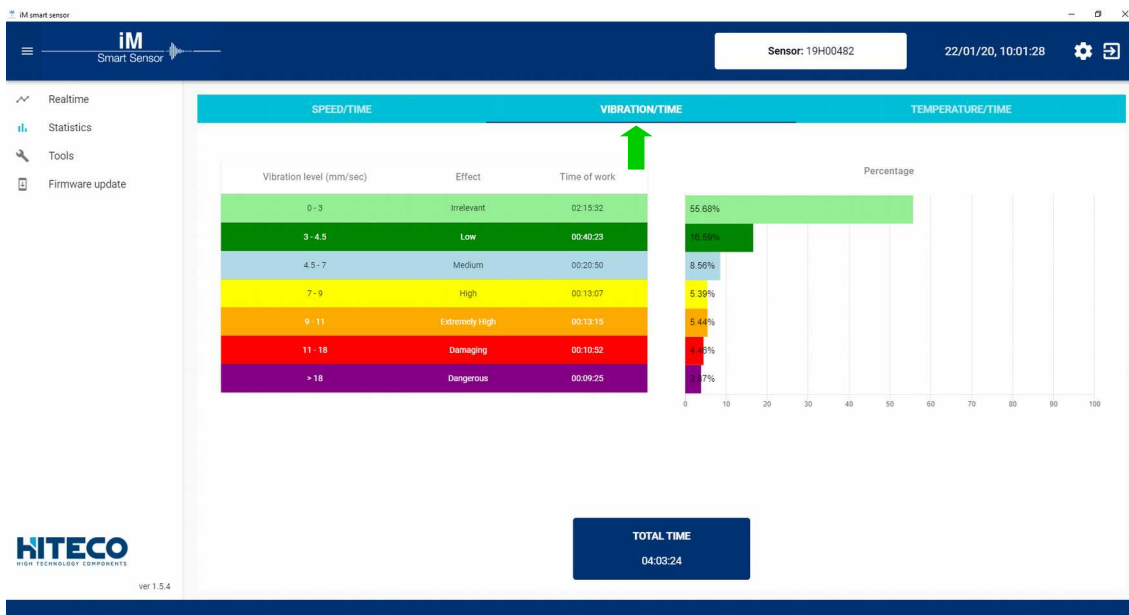 iM smart sensor
iM
Smart Sensor
Sensor: 19H00482
22/01/20, 10:01:28
Realtime
Statistics
Tools
Firmware update
SPEED/TIME
VIBRATION/TIME
TEMPERATURE/TIME
Vibration level (mm/sec) Effect Time of work
0 - 3 Irrelevant 02:15:32
3 - 4.5 Low 00:40:23
4.5 - 7 Medium 00:20:50
7 - 9 High 00:13:07
9 - 11 Extremely High 00:13:15
11 - 18 Damaging 00:10:52
> 18 Dangerous 00:09:25
Percentage
55.68%
16.59%
8.56%
5.39%
5.44%
4.46%
3.87%
0 10 20 30 40 50 60 70 80 90 100
TOTAL TIME
04:03:24
HITECO
HIGH TECHNOLOGY COMPONENTS
ver 1.5.4